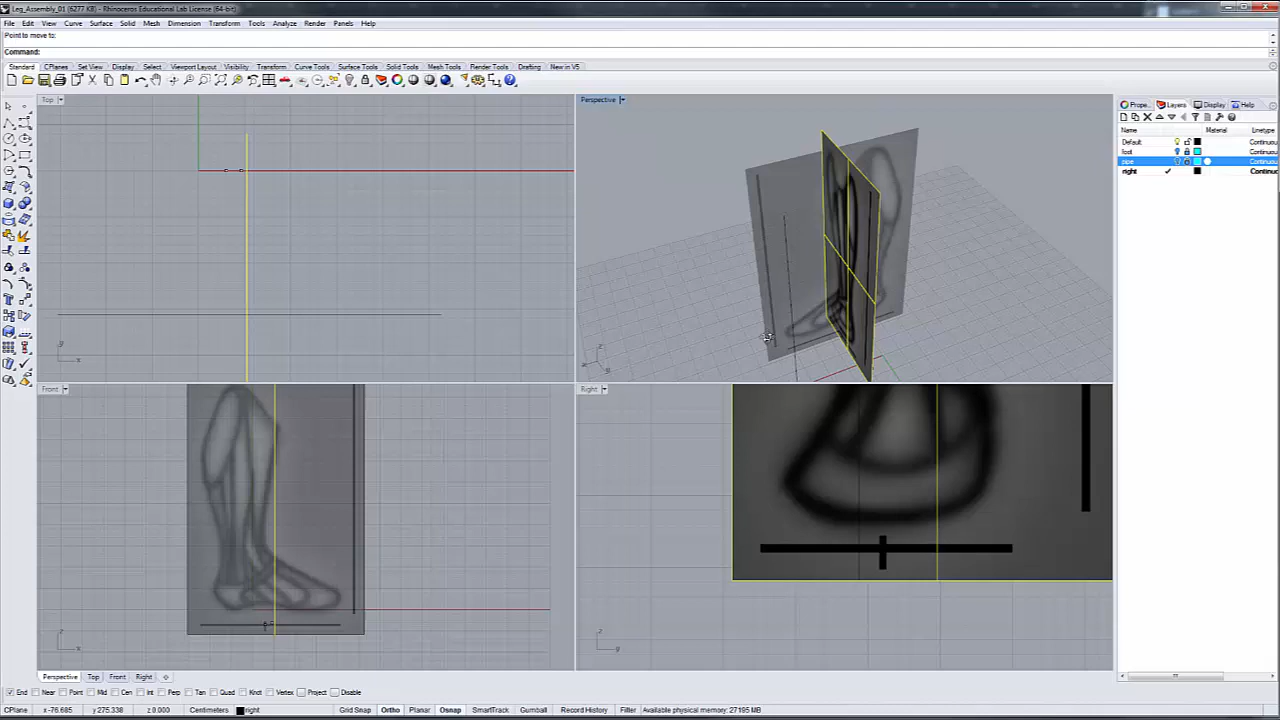 Leg_Assembly_01 (6277 KB) - Rhinoceros Educational Lab License (64-bit)
File Edit View Curve Surface Solid Mesh Dimension Transform Tools Analyze Render Panels Help
Point to move to:
Command:
Standard CPlanes Set View Display Select Viewport Layout Visibility Transform Curve Tools Surface Tools Solid Tools Mesh Tools Render Tools Drafting New in V5
Top Perspective
Prope... Layers Display Help
Name Material Linetype
Default Continuou
foot Continuou
pipe Continuou
right Continuou
y x
z x y
Front Right
z x
z y
Perspective Top Front Right
End Near Point Mid Cen Int Perp Tan Quad Knot Vertex Project Disable
CPlane x -76.685 y 275.338 z 0.000 Centimeters right Grid Snap Ortho Planar Osnap SmartTrack Gumball Record History Filter Available physical memory: 27195 MB